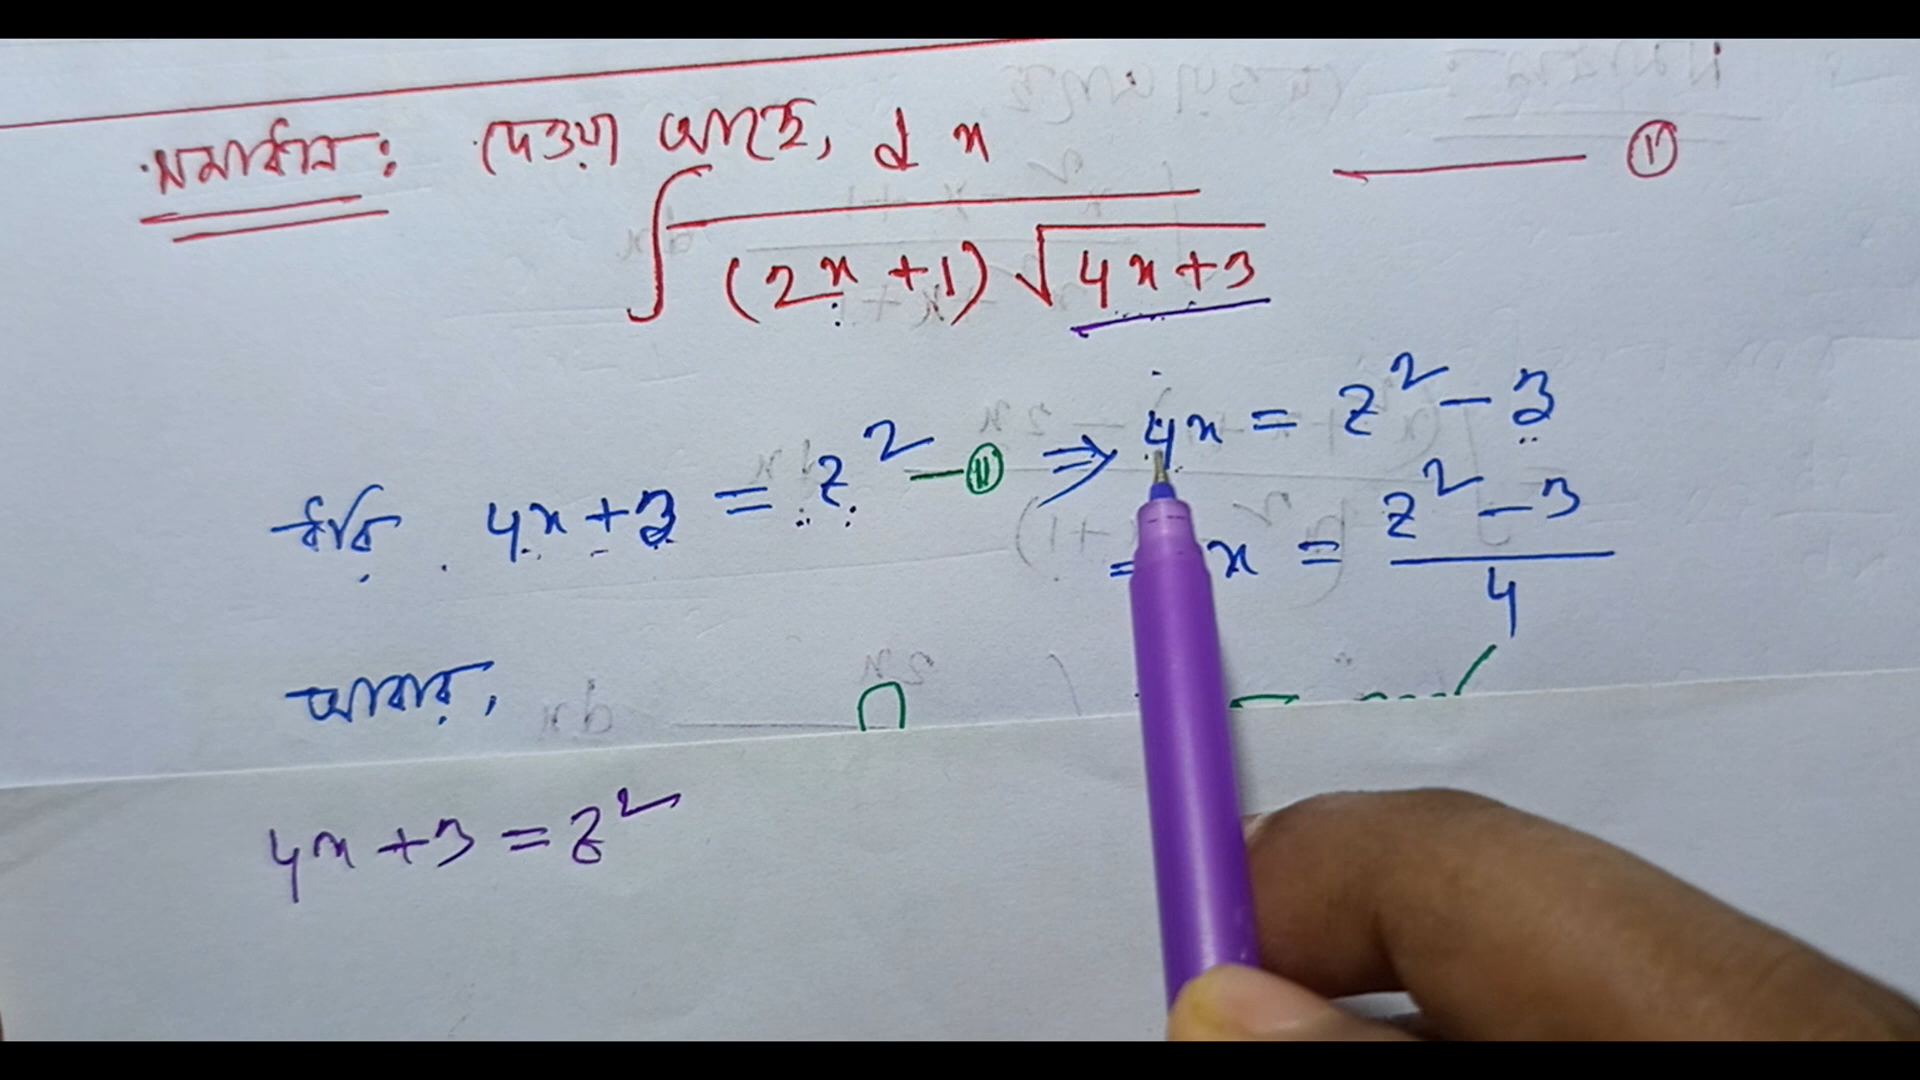 সমাধান: দেওয়া আছে,
∫ dx / (2x+1)√4x+3 —— (i)
ধরি 4x+3 = z² — (ii) ⇒ 4x = z² − 3
= x = z² − 3 / 4
আবার,
4x+3 = z²